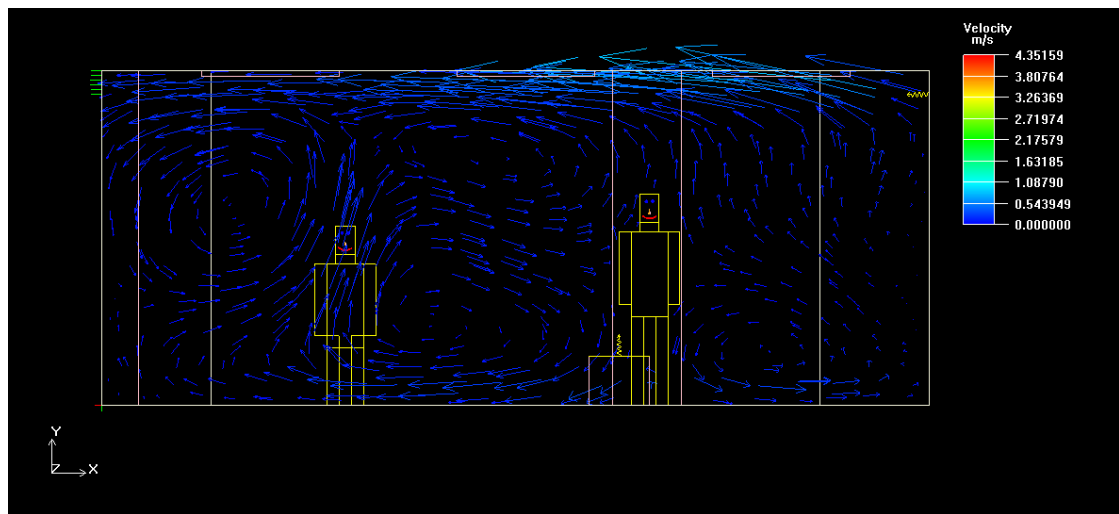 Velocity
m/s
4.35159
3.80764
3.26369
2.71974
2.17579
1.63185
1.08790
0.543949
0.000000
Y
Z X